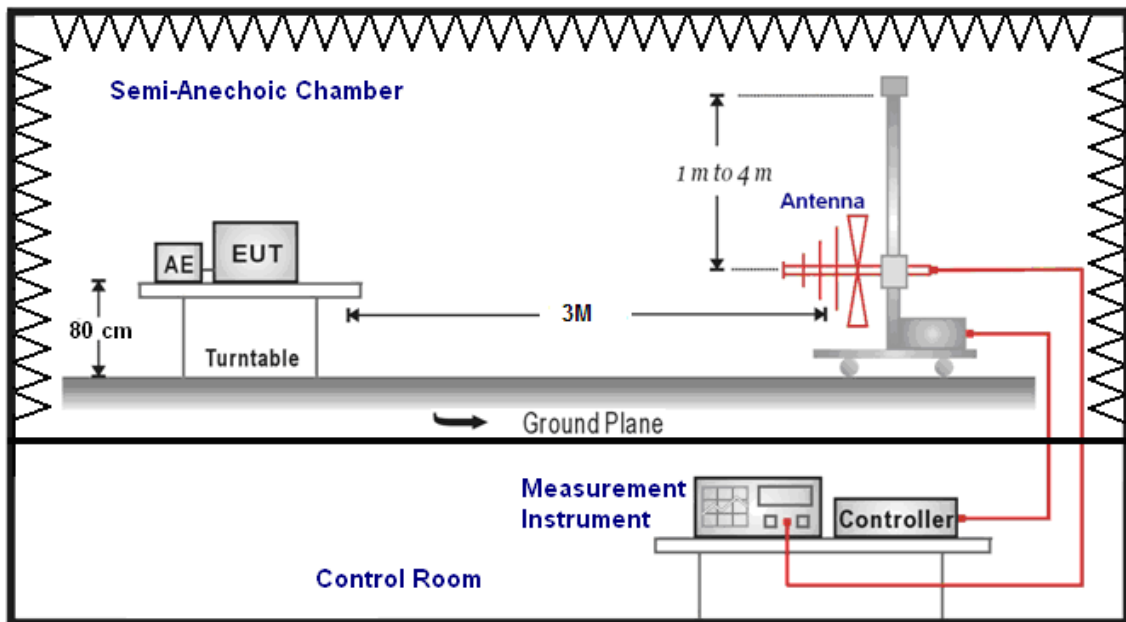 Semi-Anechoic Chamber
1 m to 4 m
Antenna
AE
EUT
80 cm
3M
Turntable
Ground Plane
Measurement
Instrument
Controller
Control Room